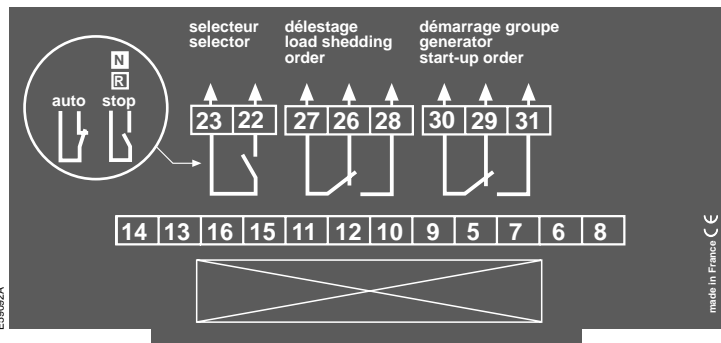 selecteur
selector
délestage
load shedding
order
démarrage groupe
generator
start-up order
N
R
auto stop
23 22 27 26 28 30 29 31
14 13 16 15 11 12 10 9 5 7 6 8
made in France CE
E59092A